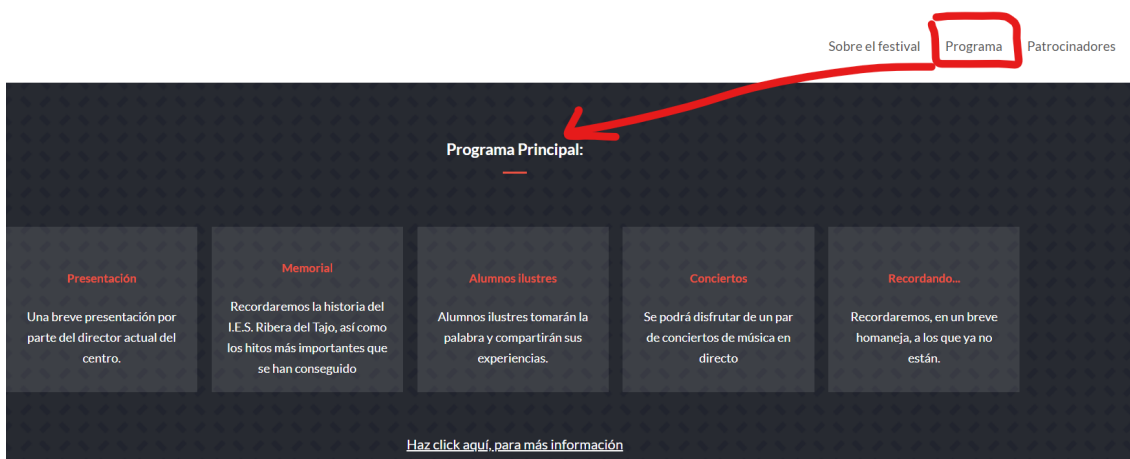 Sobre el festival Programa Patrocinadores
Programa Principal:
Presentación
Una breve presentación por
parte del director actual del
centro.
Memorial
Recordaremos la historia del
I.E.S. Ribera del Tajo, así como
los hitos más importantes que
se han conseguido
Alumnos ilustres
Alumnos ilustres tomarán la
palabra y compartirán sus
experiencias.
Conciertos
Se podrá disfrutar de un par
de conciertos de música en
directo
Recordando...
Recordaremos, en un breve
homaneja, a los que ya no
están.
Haz click aquí, para más información